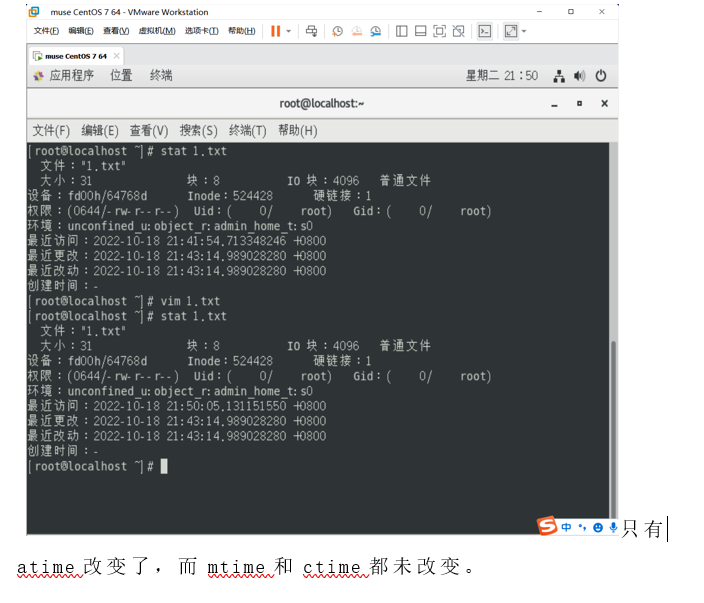 muse CentOS 7 64 - VMware Workstation
文件(F) 编辑(E) 查看(V) 虚拟机(M) 选项卡(T) 帮助(H)
muse CentOS 7 64
应用程序 位置 终端 星期二 21:50
root@localhost:~
文件(F) 编辑(E) 查看(V) 搜索(S) 终端(T) 帮助(H)
[root@localhost ~]# stat 1.txt
文件："1.txt"
大小：31 块：8 IO 块：4096 普通文件
设备：fd00h/64768d Inode：524428 硬链接：1
权限：(0644/-rw-r--r--) Uid：( 0/ root) Gid：( 0/ root)
环境：unconfined_u:object_r:admin_home_t:s0
最近访问：2022-10-18 21:41:54.713348246 +0800
最近更改：2022-10-18 21:43:14.989028280 +0800
最近改动：2022-10-18 21:43:14.989028280 +0800
创建时间：-
[root@localhost ~]# vim 1.txt
[root@localhost ~]# stat 1.txt
文件："1.txt"
大小：31 块：8 IO 块：4096 普通文件
设备：fd00h/64768d Inode：524428 硬链接：1
权限：(0644/-rw-r--r--) Uid：( 0/ root) Gid：( 0/ root)
环境：unconfined_u:object_r:admin_home_t:s0
最近访问：2022-10-18 21:50:05.131151550 +0800
最近更改：2022-10-18 21:43:14.989028280 +0800
最近改动：2022-10-18 21:43:14.989028280 +0800
创建时间：-
[root@localhost ~]#
中 只有
atime 改变了，而 mtime 和 ctime 都未改变。